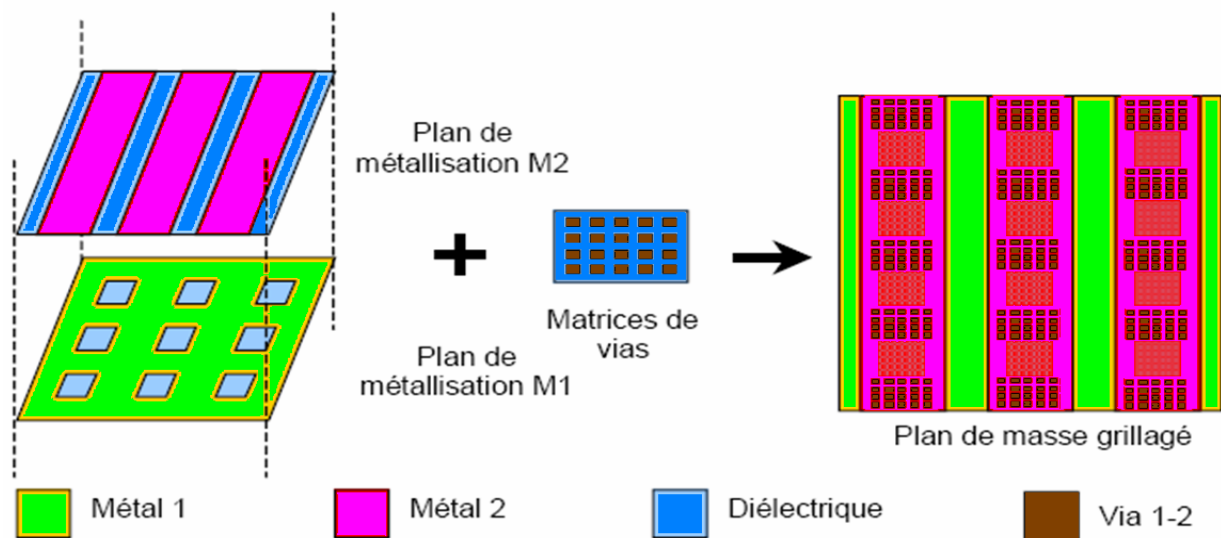 Plan de
métallisation M2
Plan de
métallisation M1
Matrices de
vias
Plan de masse grillagé
Métal 1
Métal 2
Diélectrique
Via 1-2